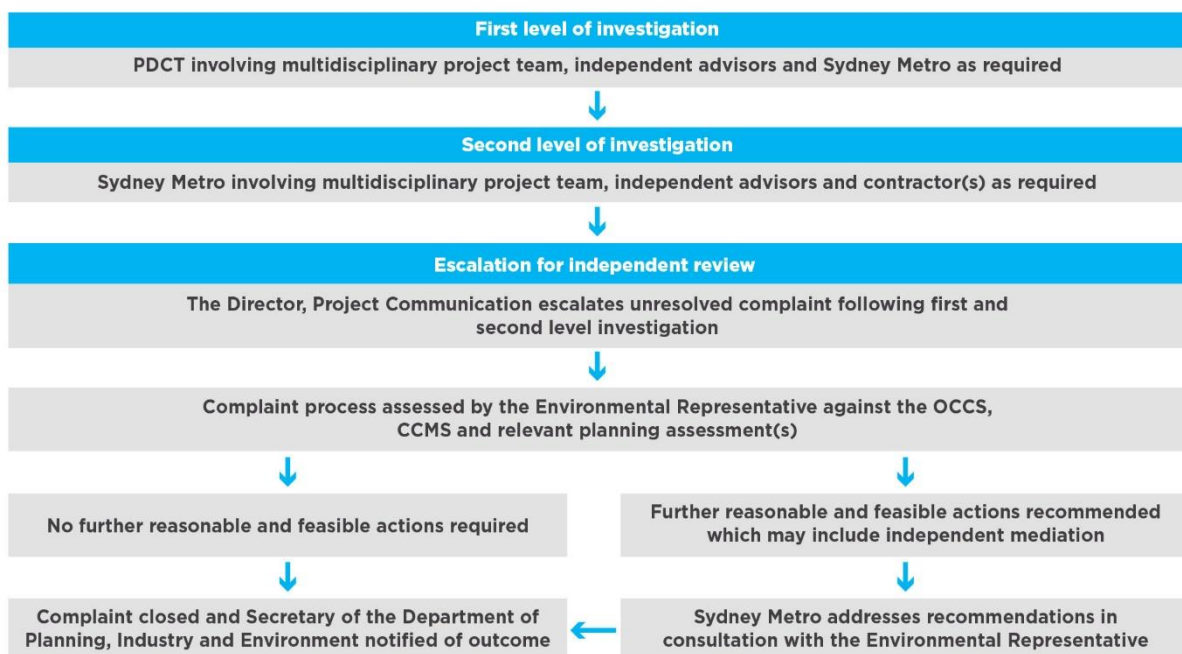 First level of investigation
PDCT involving multidisciplinary project team, independent advisors and Sydney Metro as required
Second level of investigation
Sydney Metro involving multidisciplinary project team, independent advisors and contractor(s) as required
Escalation for independent review
The Director, Project Communication escalates unresolved complaint following first and
second level investigation
Complaint process assessed by the Environmental Representative against the OCCS,
CCMS and relevant planning assessment(s)
No further reasonable and feasible actions required
Further reasonable and feasible actions recommended
which may include independent mediation
Complaint closed and Secretary of the Department of
Planning, Industry and Environment notified of outcome
Sydney Metro addresses recommendations in
consultation with the Environmental Representative